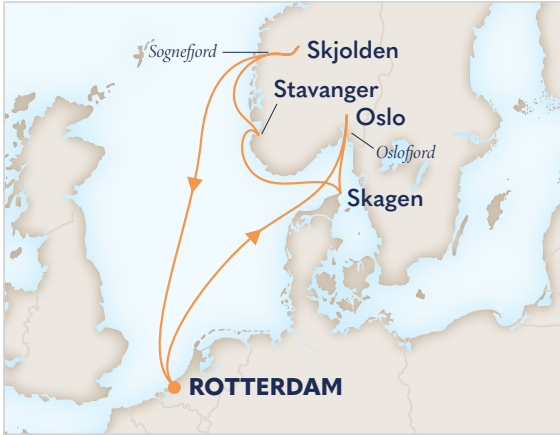 Sognefjord
Skjolden
Stavanger
Oslo
Oslofjord
Skagen
ROTTERDAM